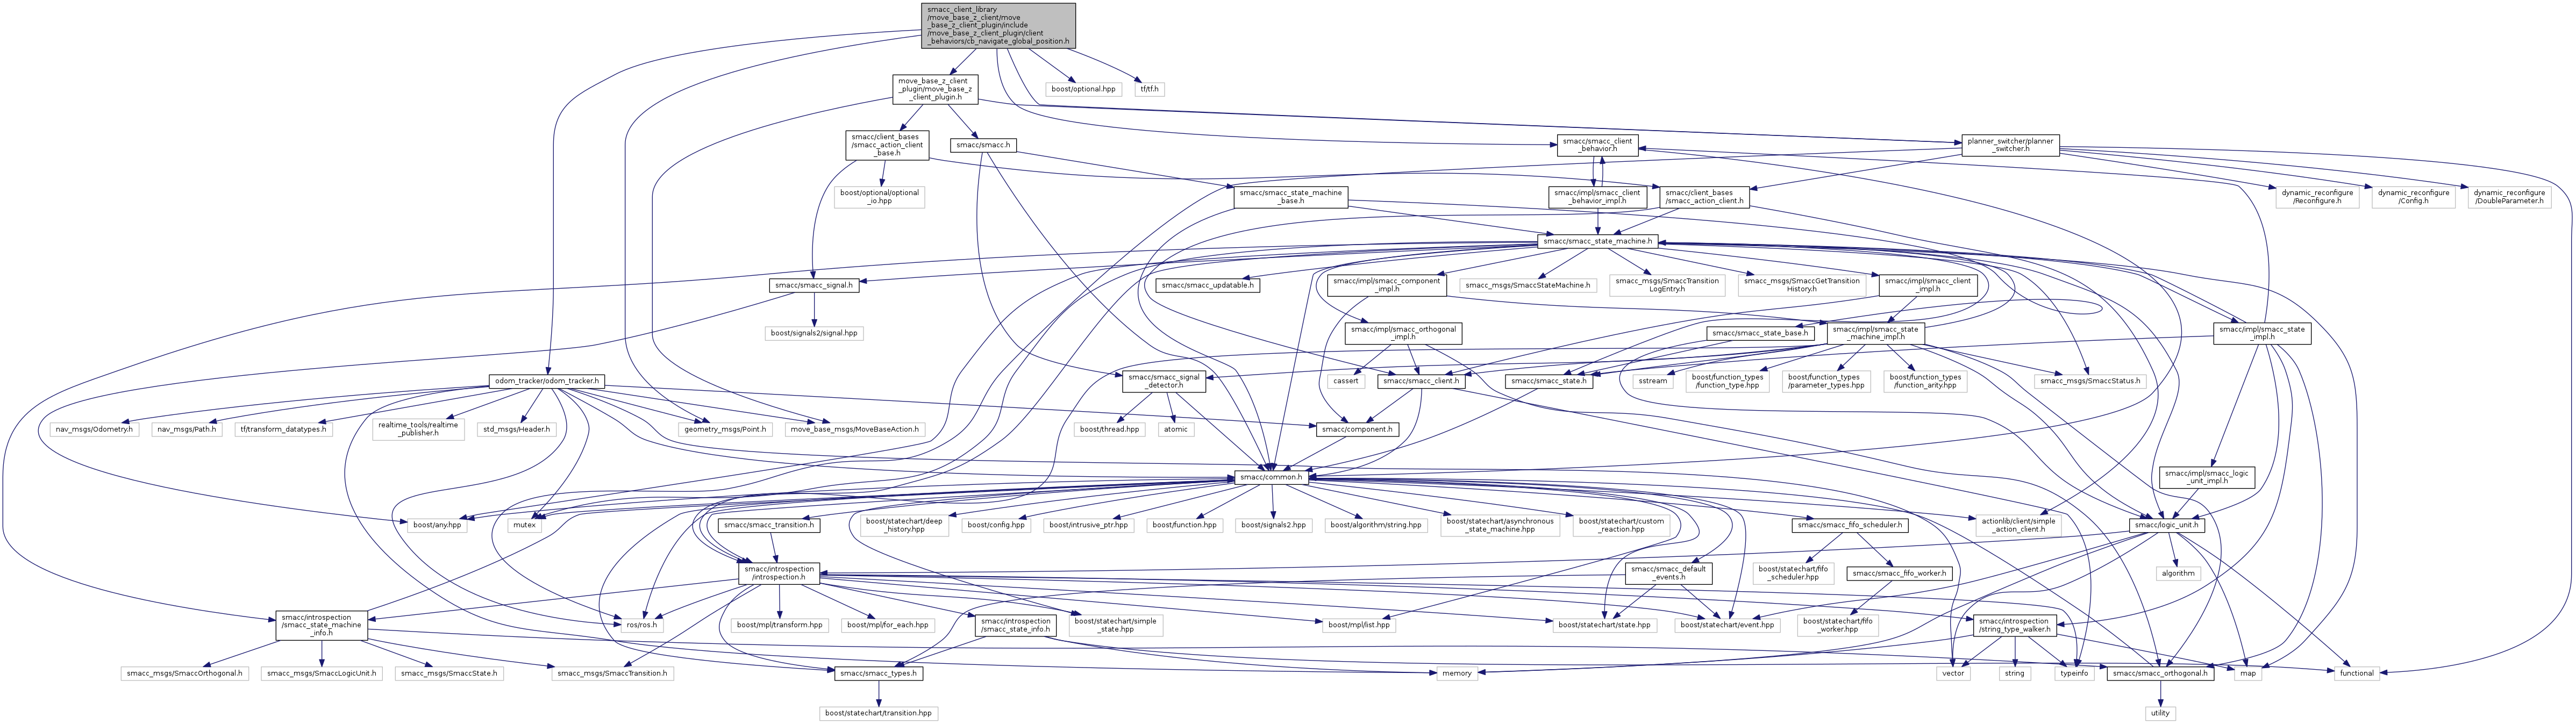 smacc_client_library
/move_base_z_client/move
_base_z_client_plugin/include
/move_base_z_client_plugin/client
_behaviors/cb_navigate_global_position.h
move_base_z_client
_plugin/move_base_z
_client_plugin.h
boost/optional.hpp
tf/tf.h
smacc/client_bases
/smacc_action_client
_base.h
smacc/smacc.h
smacc/smacc_client
_behavior.h
planner_switcher/planner
_switcher.h
boost/optional/optional
_io.hpp
smacc/smacc_state_machine
_base.h
smacc/impl/smacc_client
_behavior_impl.h
smacc/client_bases
/smacc_action_client.h
dynamic_reconfigure
/Reconfigure.h
dynamic_reconfigure
/Config.h
dynamic_reconfigure
/DoubleParameter.h
smacc/smacc_state_machine.h
smacc/smacc_signal.h
smacc/smacc_updatable.h
smacc/impl/smacc_component
_impl.h
smacc_msgs/SmaccStateMachine.h
smacc_msgs/SmaccTransition
LogEntry.h
smacc_msgs/SmaccGetTransition
History.h
smacc/impl/smacc_client
_impl.h
boost/signals2/signal.hpp
smacc/impl/smacc_orthogonal
_impl.h
smacc/smacc_state_base.h
smacc/impl/smacc_state
_machine_impl.h
smacc/impl/smacc_state
_impl.h
odom_tracker/odom_tracker.h
smacc/smacc_signal
_detector.h
cassert
smacc/smacc_client.h
smacc/smacc_state.h
sstream
boost/function_types
/function_type.hpp
boost/function_types
/parameter_types.hpp
boost/function_types
/function_arity.hpp
smacc_msgs/SmaccStatus.h
nav_msgs/Odometry.h
nav_msgs/Path.h
tf/transform_datatypes.h
realtime_tools/realtime
_publisher.h
std_msgs/Header.h
geometry_msgs/Point.h
move_base_msgs/MoveBaseAction.h
boost/thread.hpp
atomic
smacc/component.h
smacc/common.h
smacc/impl/smacc_logic
_unit_impl.h
boost/any.hpp
mutex
smacc/smacc_transition.h
boost/statechart/deep
_history.hpp
boost/config.hpp
boost/intrusive_ptr.hpp
boost/function.hpp
boost/signals2.hpp
boost/algorithm/string.hpp
boost/statechart/asynchronous
_state_machine.hpp
boost/statechart/custom
_reaction.hpp
smacc/smacc_fifo_scheduler.h
actionlib/client/simple
_action_client.h
smacc/logic_unit.h
smacc/introspection
/introspection.h
smacc/smacc_default
_events.h
boost/statechart/fifo
_scheduler.hpp
smacc/smacc_fifo_worker.h
algorithm
smacc/introspection
/smacc_state_machine
_info.h
ros/ros.h
boost/mpl/transform.hpp
boost/mpl/for_each.hpp
smacc/introspection
/smacc_state_info.h
boost/statechart/simple
_state.hpp
boost/mpl/list.hpp
boost/statechart/state.hpp
boost/statechart/event.hpp
boost/statechart/fifo
_worker.hpp
smacc/introspection
/string_type_walker.h
smacc_msgs/SmaccOrthogonal.h
smacc_msgs/SmaccLogicUnit.h
smacc_msgs/SmaccState.h
smacc_msgs/SmaccTransition.h
smacc/smacc_types.h
memory
vector
string
typeinfo
smacc/smacc_orthogonal.h
map
functional
boost/statechart/transition.hpp
utility